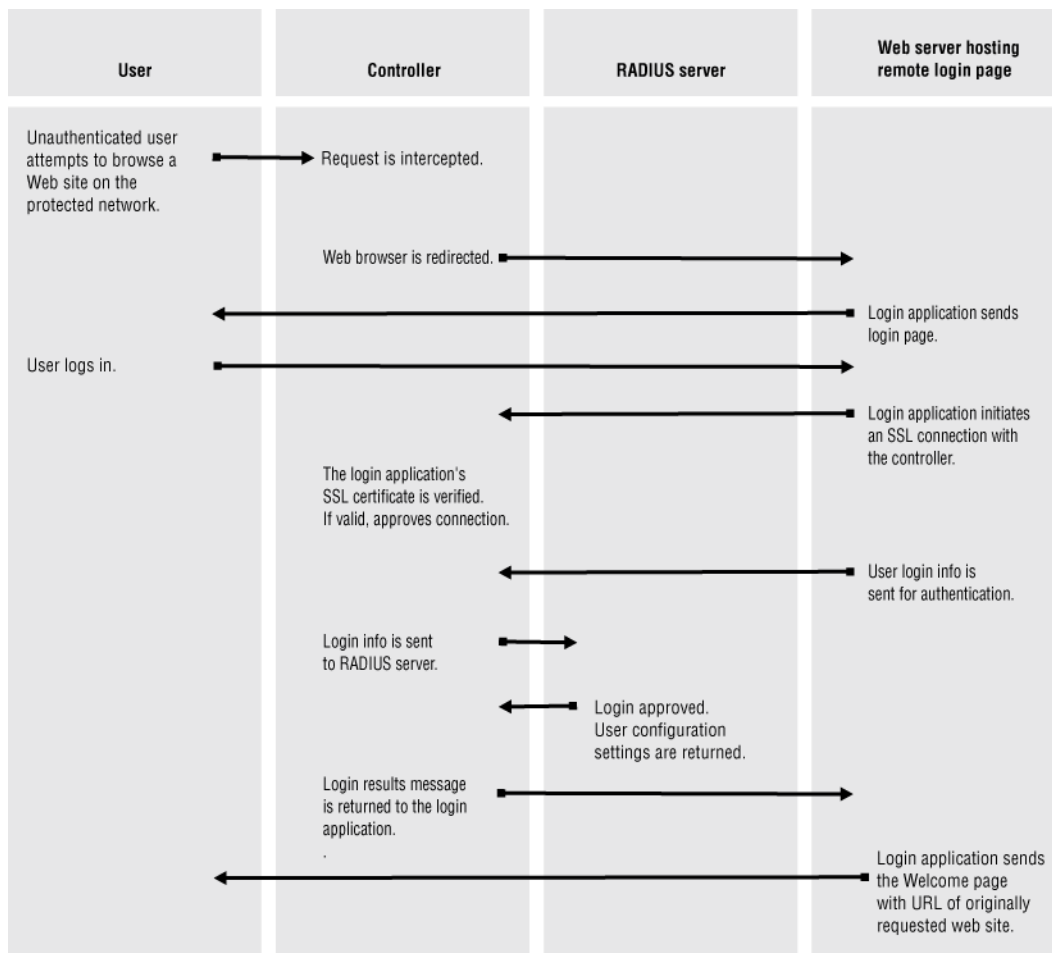 User
Controller
RADIUS server
Web server hosting
remote login page
Unauthenticated user
attempts to browse a
Web site on the
protected network.
Request is intercepted.
Web browser is redirected.
Login application sends
login page.
User logs in.
Login application initiates
an SSL connection with
the controller.
The login application's
SSL certificate is verified.
If valid, approves connection.
User login info is
sent for authentication.
Login info is sent
to RADIUS server.
Login approved.
User configuration
settings are returned.
Login results message
is returned to the login
application.
.
Login application sends
the Welcome page
with URL of originally
requested web site.